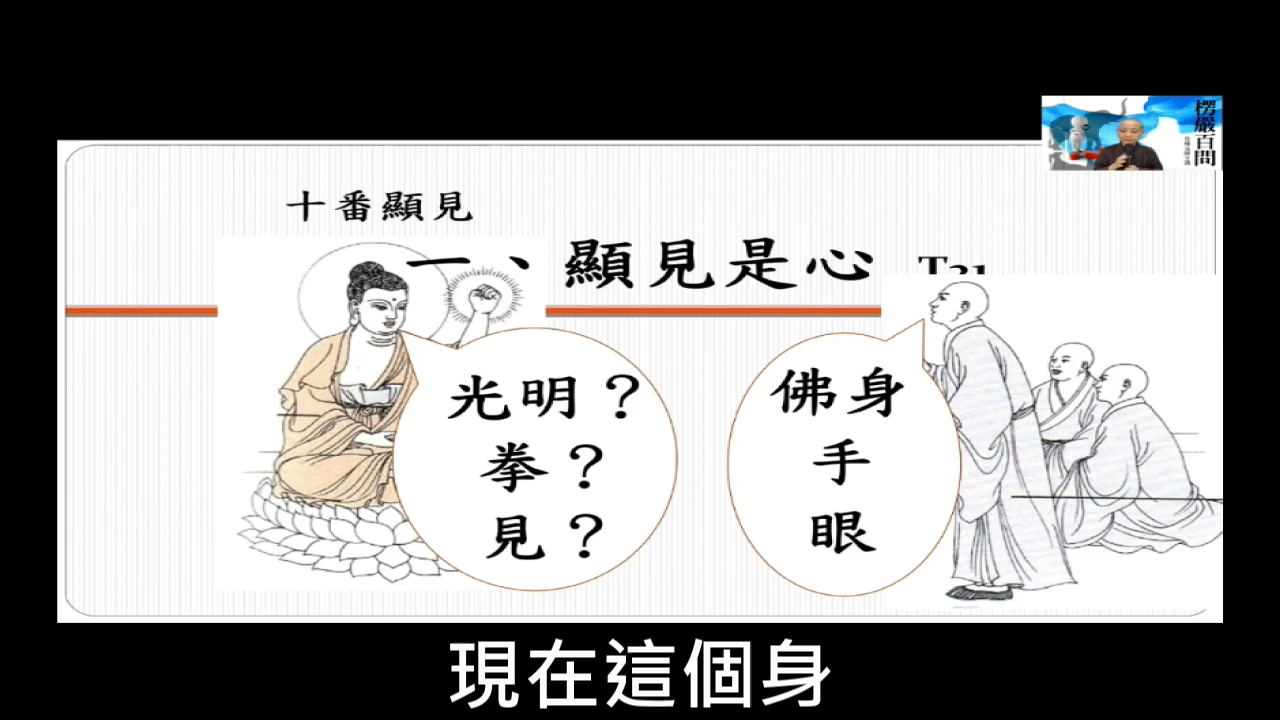 楞嚴百問
十番顯見
一、顯見是心 T21
光明？
拳？
見？
佛身
手
眼
現在這個身